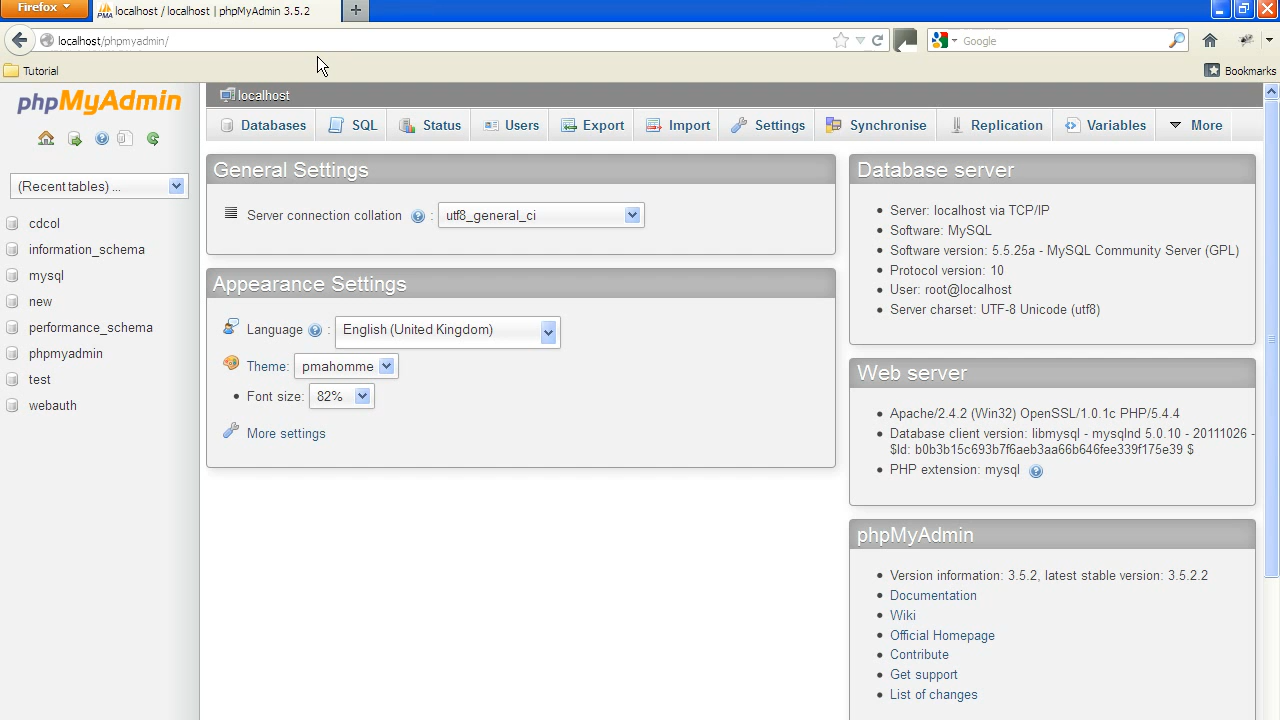 Firefox
localhost / localhost | phpMyAdmin 3.5.2
localhost/phpmyadmin/
Google
Tutorial
Bookmarks
phpMyAdmin
localhost
Databases
SQL
Status
Users
Export
Import
Settings
Synchronise
Replication
Variables
More
(Recent tables) ...
cdcol
information_schema
mysql
new
performance_schema
phpmyadmin
test
webauth
General Settings
Server connection collation :
utf8_general_ci
Appearance Settings
Language :
English (United Kingdom)
Theme:
pmahomme
Font size:
82%
More settings
Database server
Server: localhost via TCP/IP
Software: MySQL
Software version: 5.5.25a - MySQL Community Server (GPL)
Protocol version: 10
User: root@localhost
Server charset: UTF-8 Unicode (utf8)
Web server
Apache/2.4.2 (Win32) OpenSSL/1.0.1c PHP/5.4.4
Database client version: libmysql - mysqlnd 5.0.10 - 20111026 -
$Id: b0b3b15c693b7f6aeb3aa66b646fee339f175e39 $
PHP extension: mysql
phpMyAdmin
Version information: 3.5.2, latest stable version: 3.5.2.2
Documentation
Wiki
Official Homepage
Contribute
Get support
List of changes